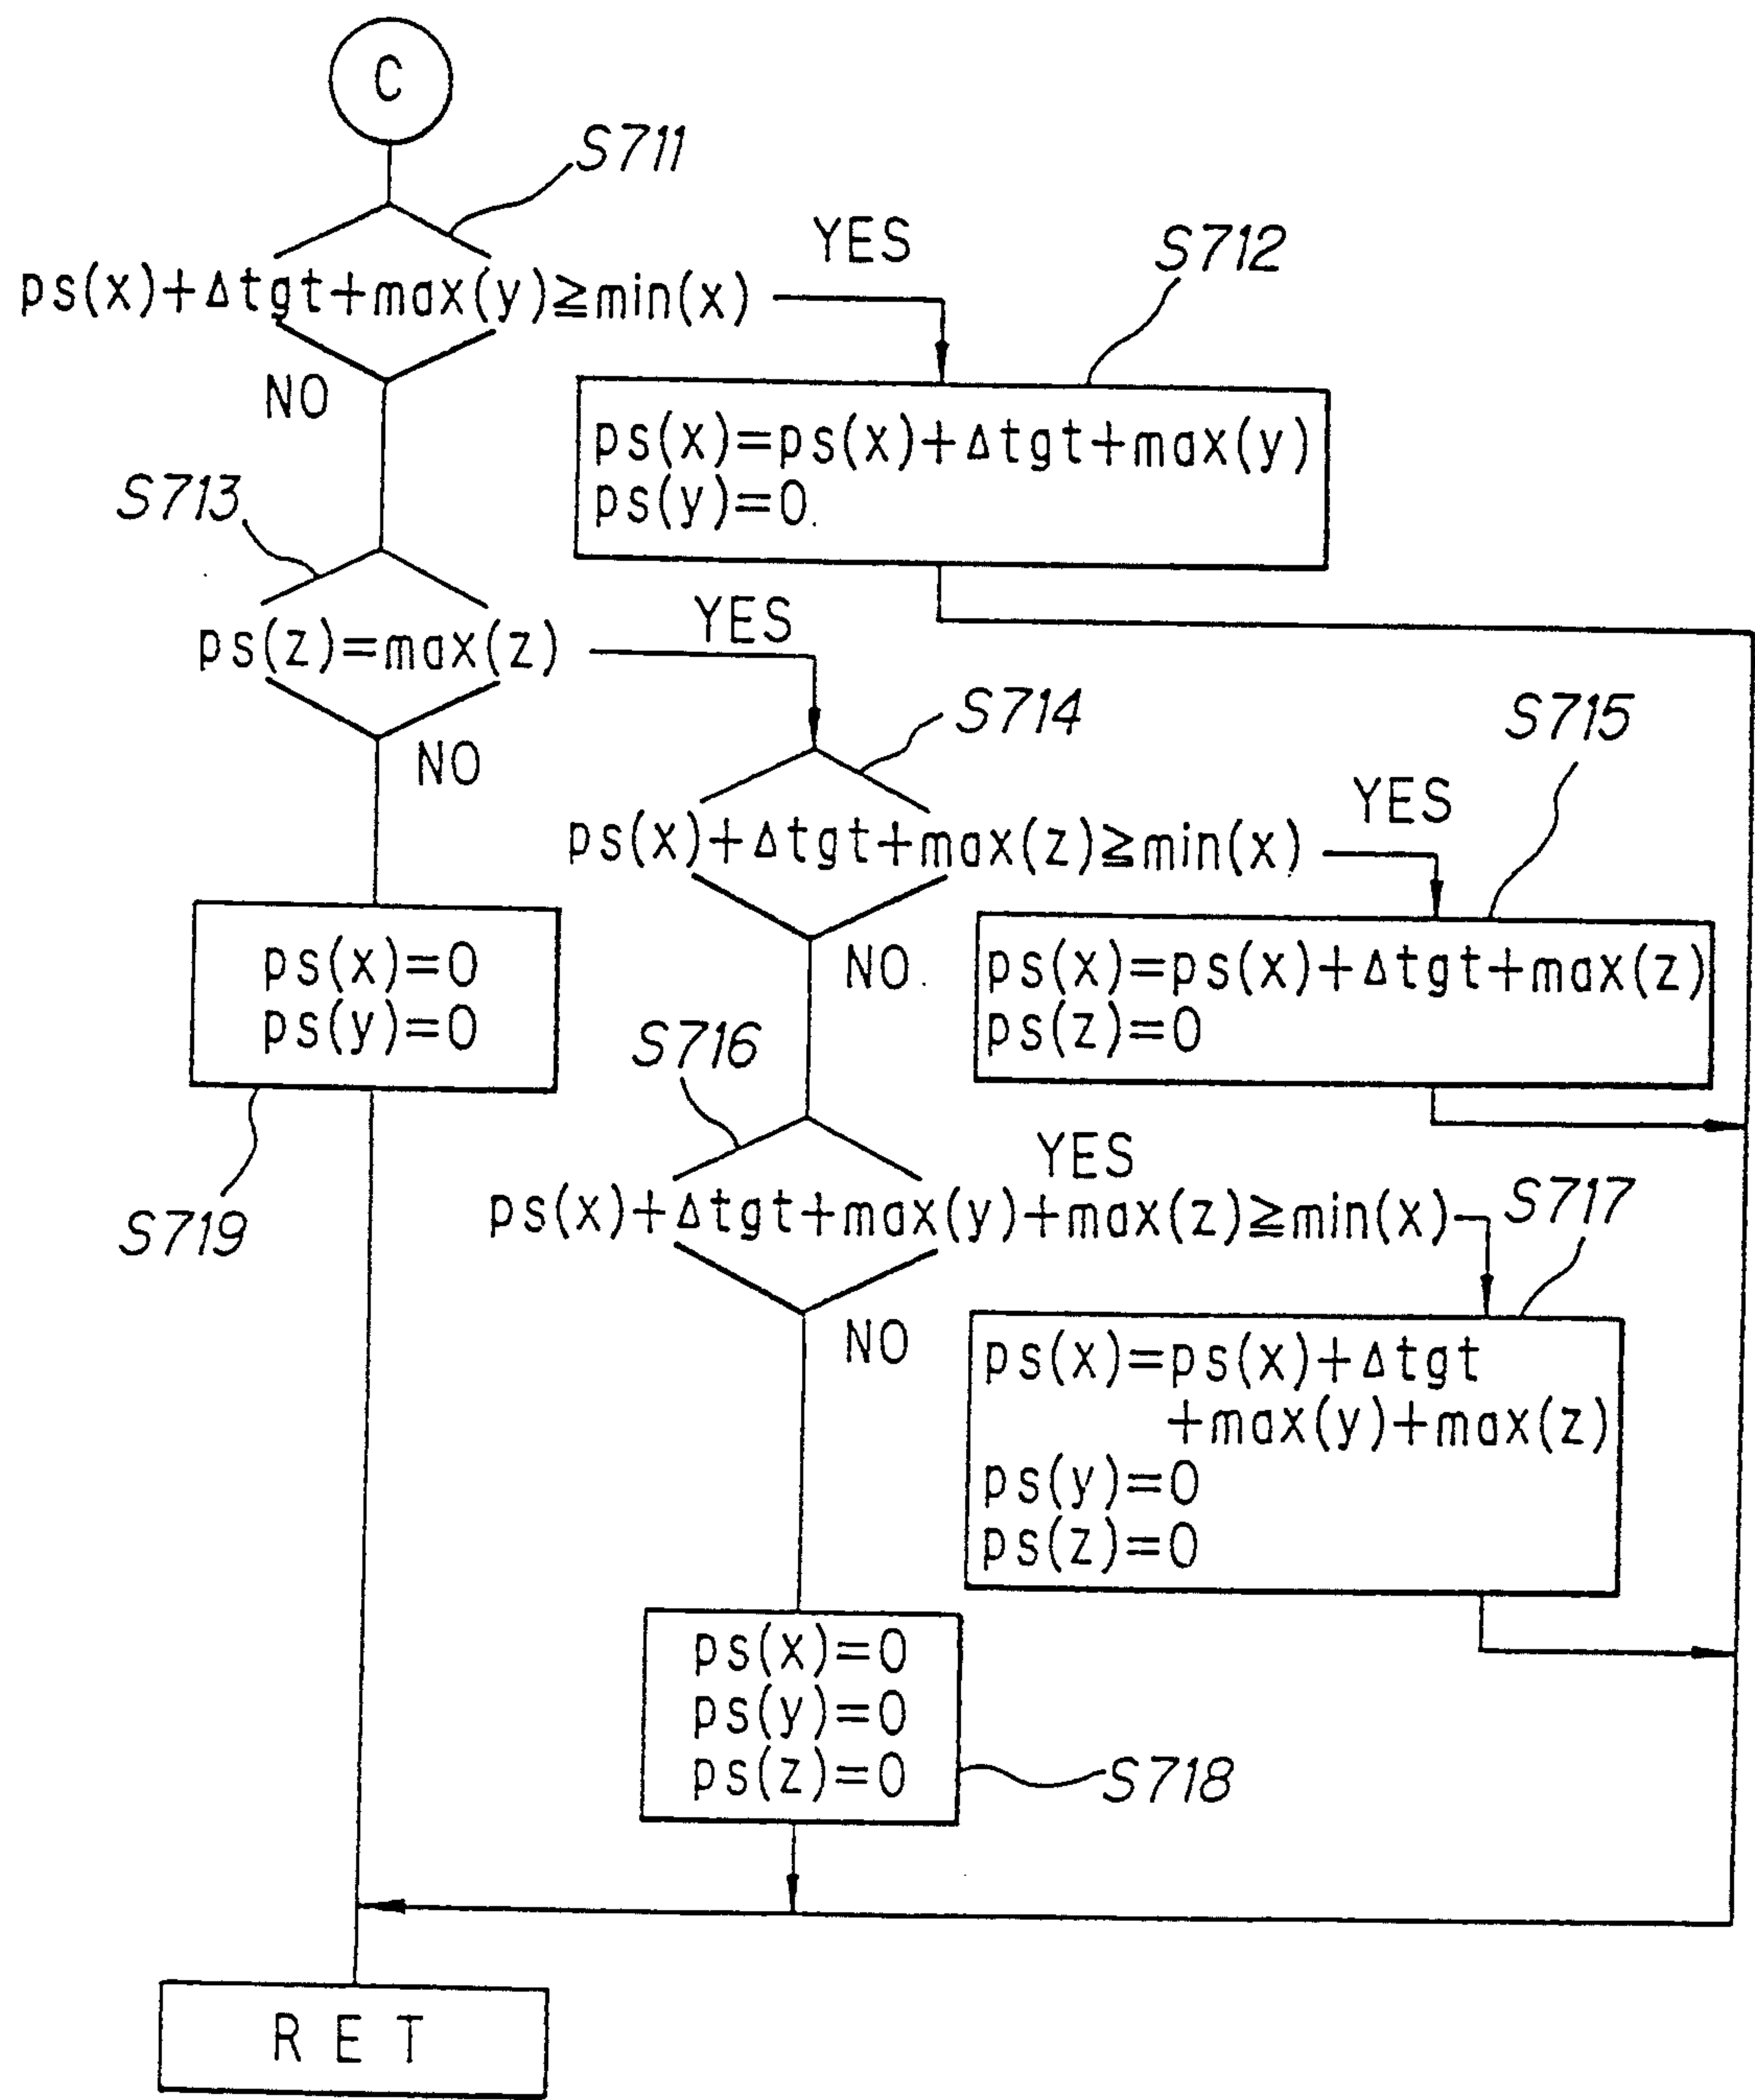 C
S711
ps(x)+Δtgt+max(y)≧min(x)
YES
S712
NO
ps(x)=ps(x)+Δtgt+max(y)
ps(y)=0
S713
ps(z)=max(z)
YES
NO
S714
S715
ps(x)+Δtgt+max(z)≧min(x)
YES
NO
ps(x)=0
ps(y)=0
S719
ps(x)=ps(x)+Δtgt+max(z)
ps(z)=0
S716
YES
ps(x)+Δtgt+max(y)+max(z)≧min(x)
S717
NO
ps(x)=ps(x)+Δtgt
+max(y)+max(z)
ps(y)=0
ps(z)=0
ps(x)=0
ps(y)=0
ps(z)=0
S718
RET